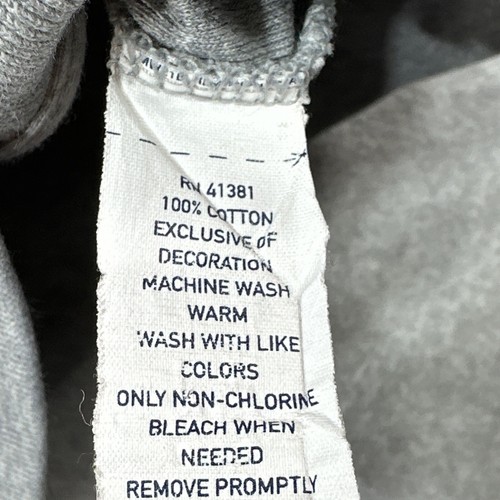 RN 41381
100% COTTON
EXCLUSIVE OF
DECORATION
MACHINE WASH
WARM
WASH WITH LIKE
COLORS
ONLY NON-CHLORINE
BLEACH WHEN
NEEDED
REMOVE PROMPTLY